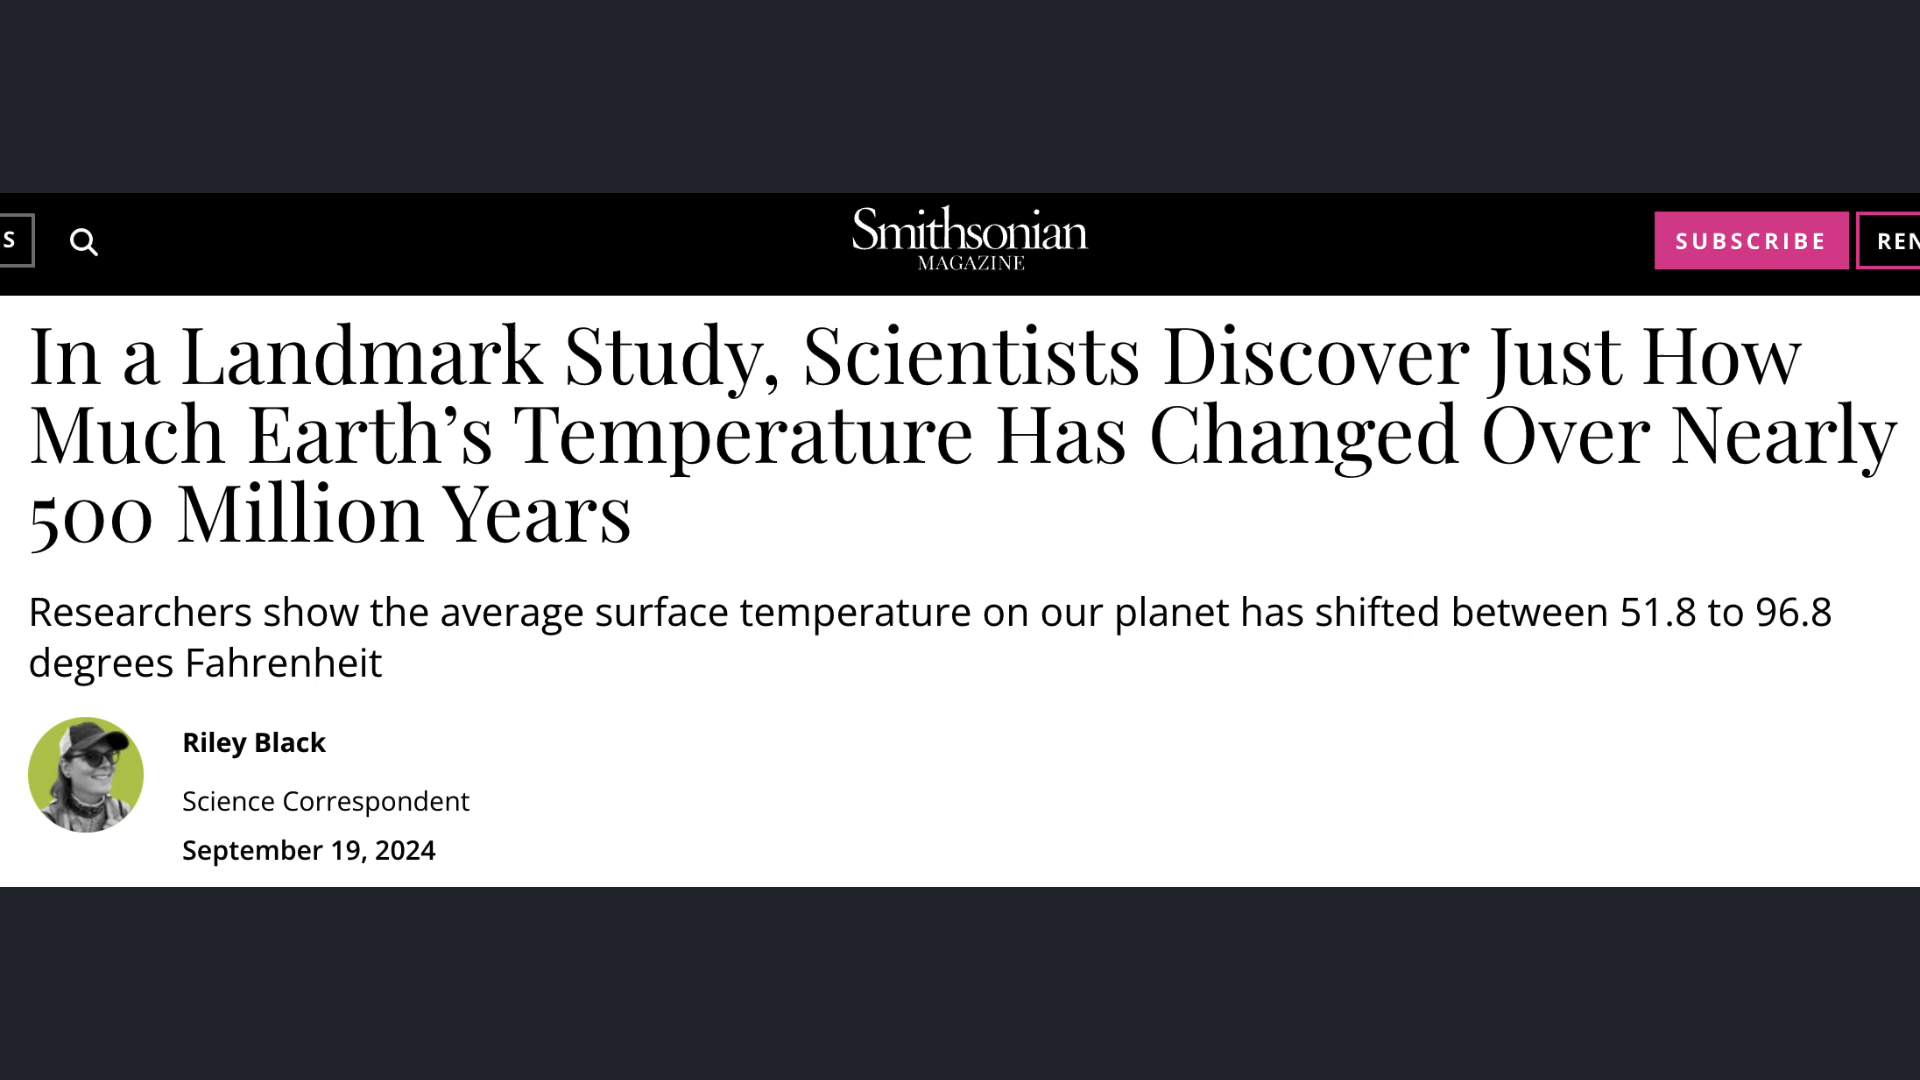 S
Smithsonian
MAGAZINE
SUBSCRIBE
REN
In a Landmark Study, Scientists Discover Just How
Much Earth’s Temperature Has Changed Over Nearly
500 Million Years
Researchers show the average surface temperature on our planet has shifted between 51.8 to 96.8
degrees Fahrenheit
Riley Black
Science Correspondent
September 19, 2024